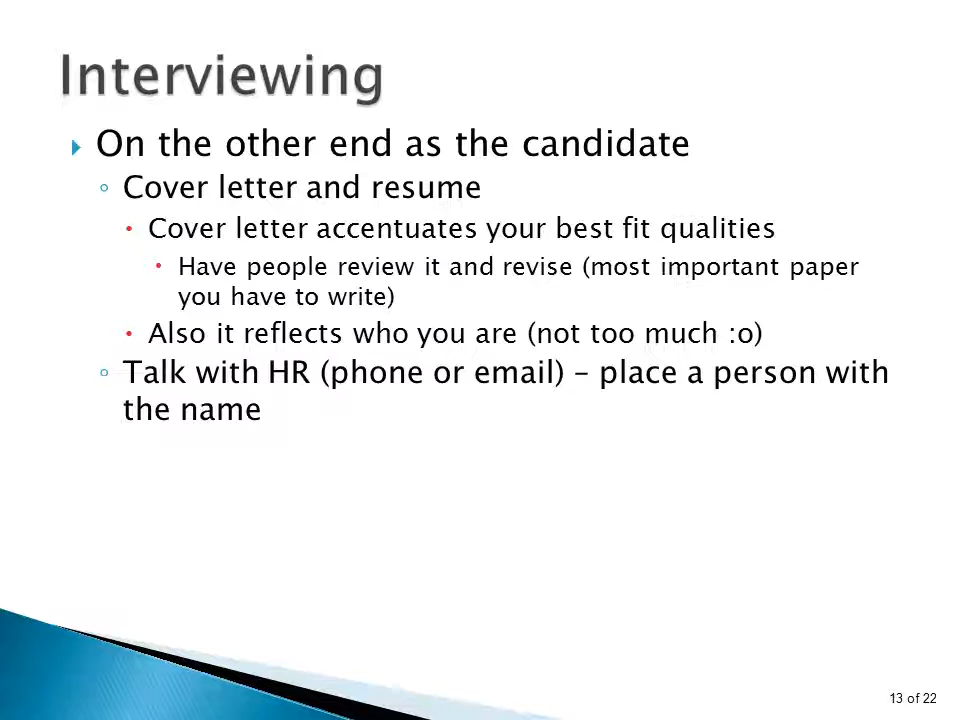 Interviewing
On the other end as the candidate
Cover letter and resume
Cover letter accentuates your best fit qualities
Have people review it and revise (most important paper
you have to write)
Also it reflects who you are (not too much :o)
Talk with HR (phone or email) – place a person with
the name
13 of 22